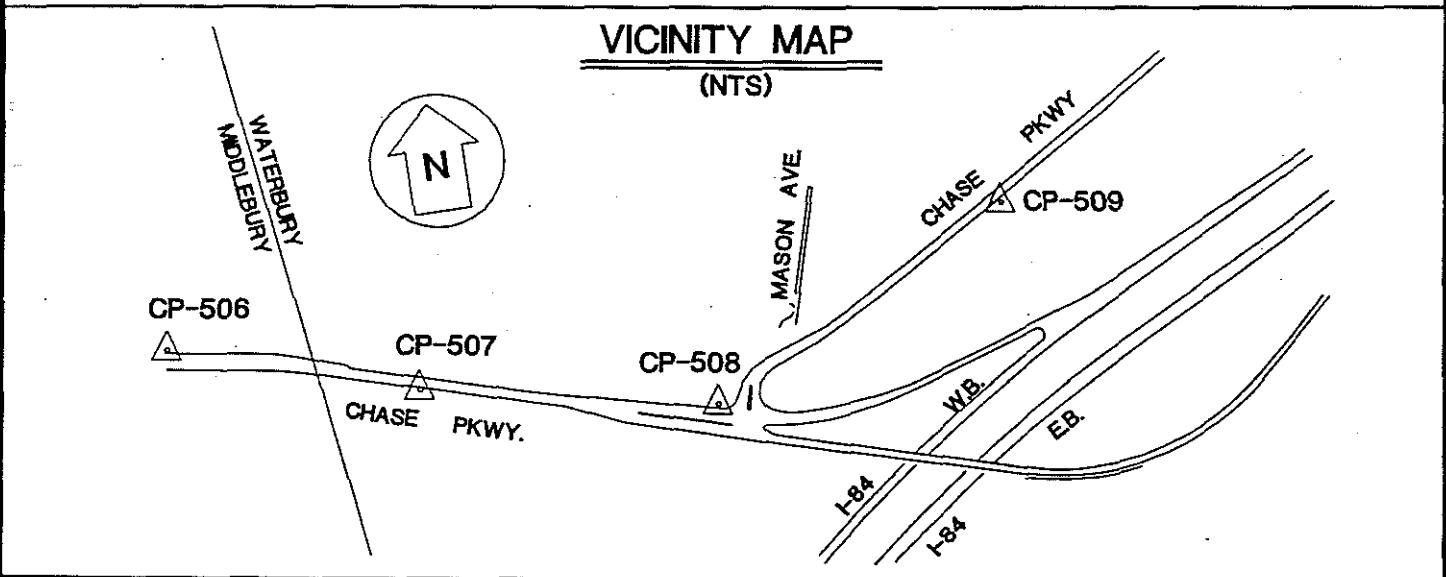 VICINITY MAP
(NTS)
WATERBURY
MIDDLEBURY
N
MASON AVE.
CHASE
PKWY
CP-509
CP-506
CP-507
CP-508
CHASE PKWY.
W.B.
E.B.
I-84
I-84